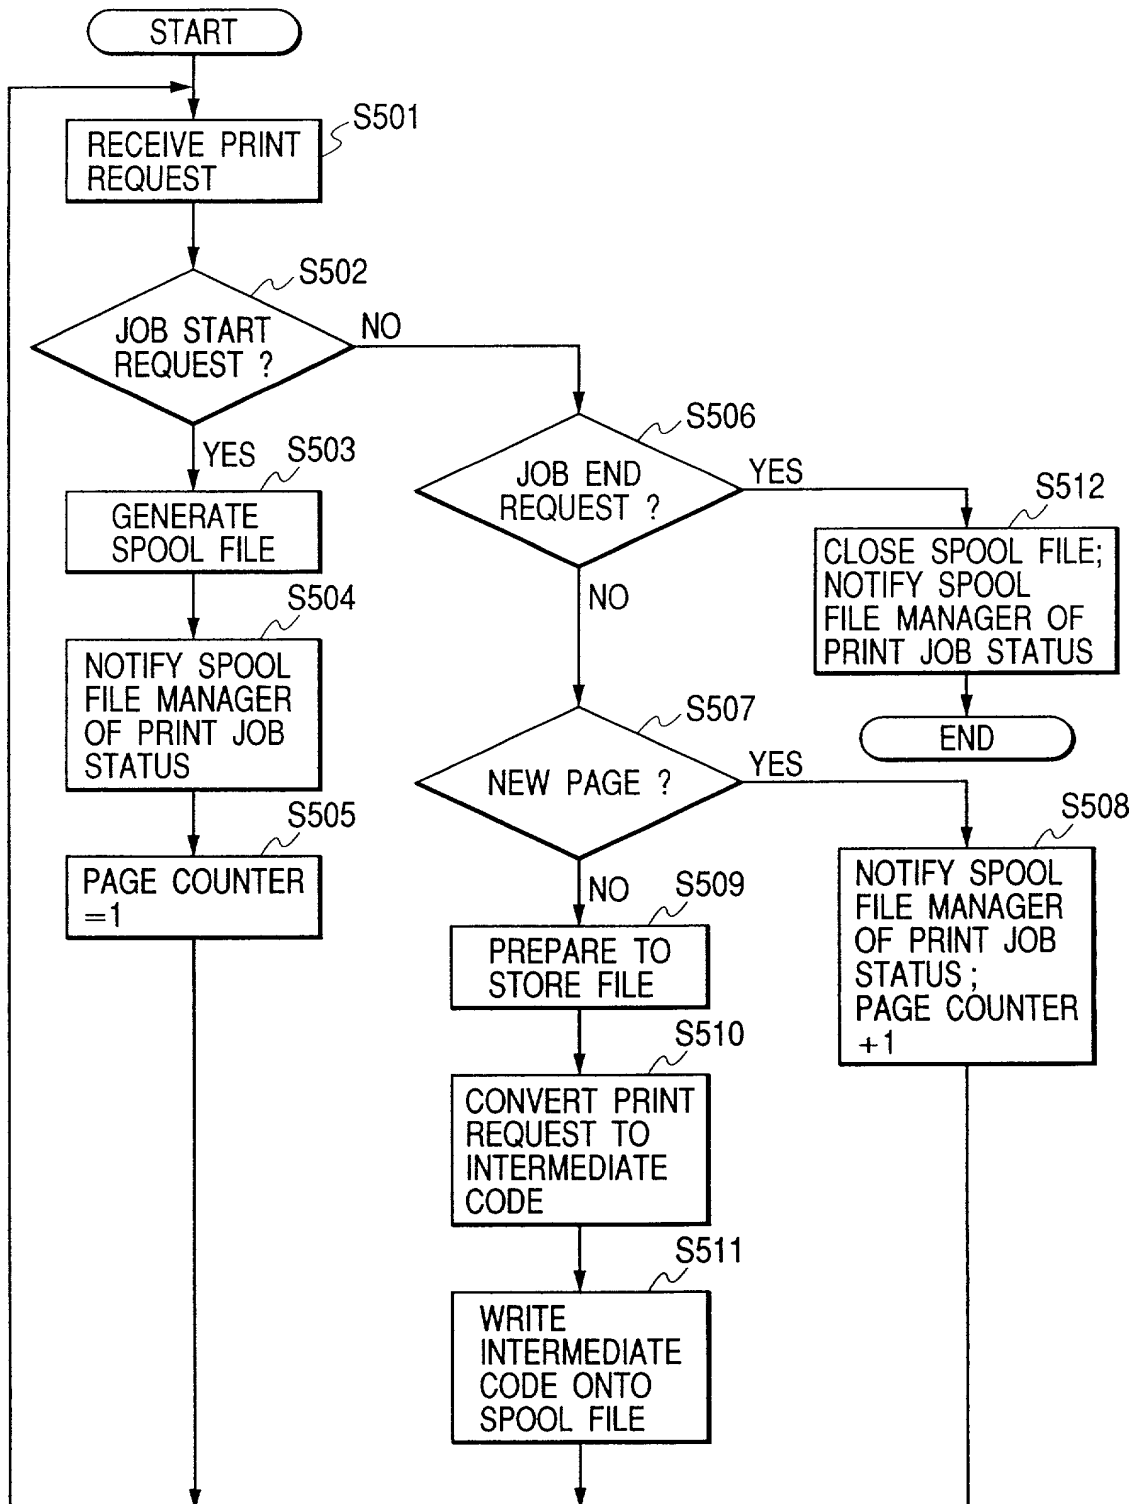 START
S501
RECEIVE PRINT
REQUEST
S502
JOB START
REQUEST ?
NO
YES
S503
GENERATE
SPOOL FILE
S504
NOTIFY SPOOL
FILE MANAGER
OF PRINT JOB
STATUS
S505
PAGE COUNTER
=1
S506
JOB END
REQUEST ?
YES
NO
S512
CLOSE SPOOL FILE;
NOTIFY SPOOL
FILE MANAGER OF
PRINT JOB STATUS
END
S507
NEW PAGE ?
YES
NO
S508
NOTIFY SPOOL
FILE MANAGER
OF PRINT JOB
STATUS ;
PAGE COUNTER
+1
S509
PREPARE TO
STORE FILE
S510
CONVERT PRINT
REQUEST TO
INTERMEDIATE
CODE
S511
WRITE
INTERMEDIATE
CODE ONTO
SPOOL FILE